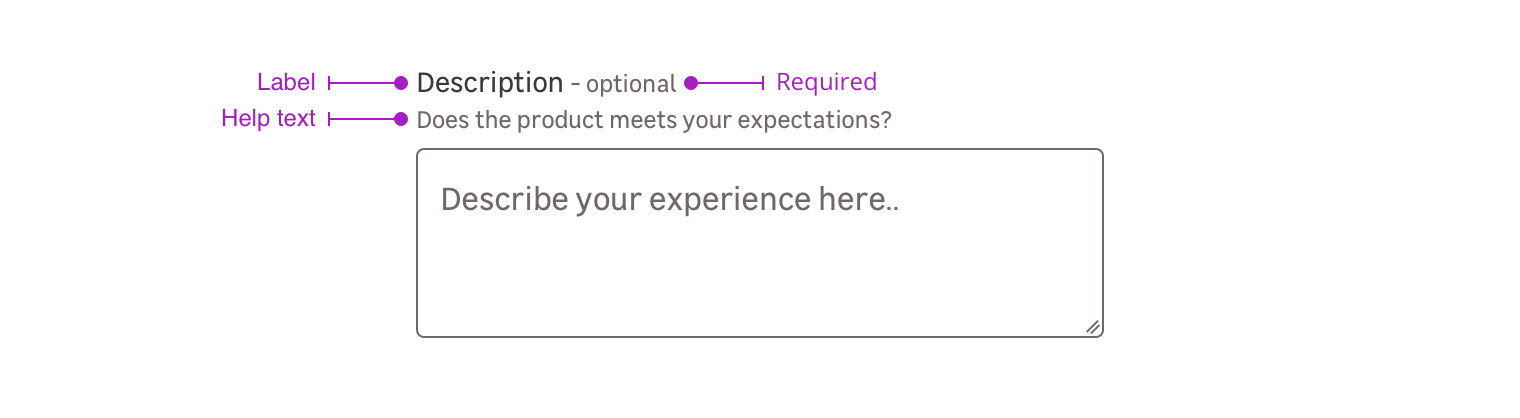 Label Description - optional Required
Help text Does the product meets your expectations?
Describe your experience here..